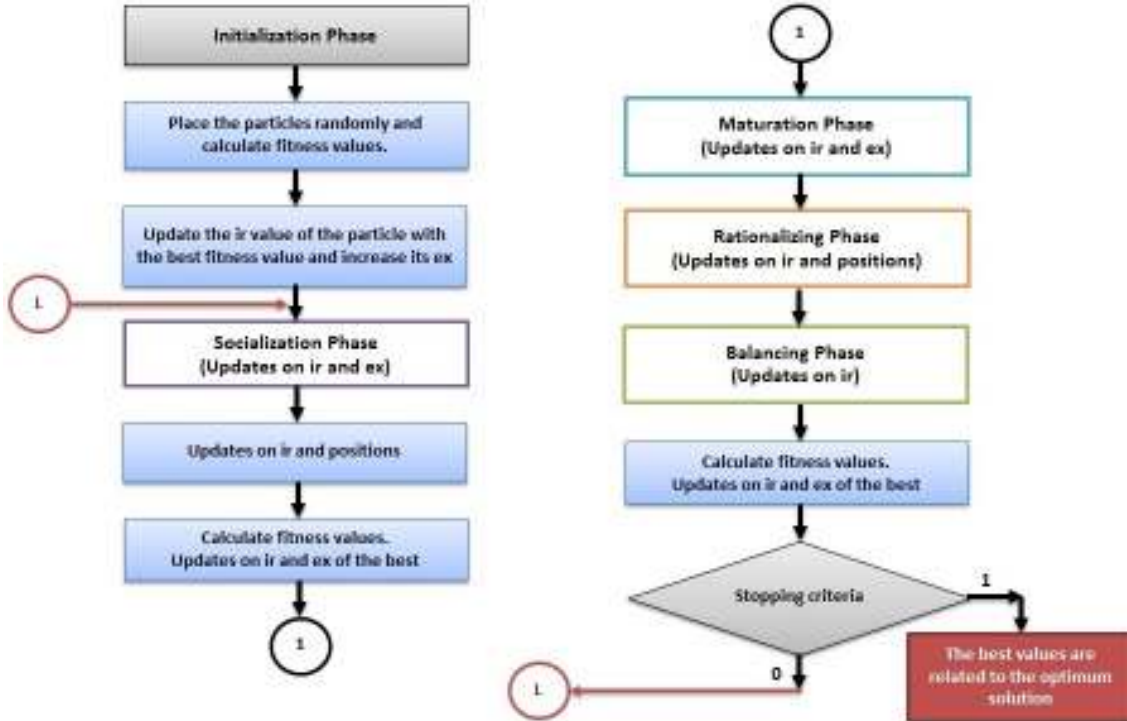 Initialization Phase
Place the particles randomly and
calculate fitness values.
Update the ir value of the particle with
the best fitness value and increase its ex
L
Socialization Phase
(Updates on ir and ex)
Updates on ir and positions
Calculate fitness values.
Updates on ir and ex of the best
1
1
Maturation Phase
(Updates on ir and ex)
Rationalizing Phase
(Updates on ir and positions)
Balancing Phase
(Updates on ir)
Calculate fitness values.
Updates on ir and ex of the best
Stopping criteria
1
0
L
The best values are
related to the optimum
solution